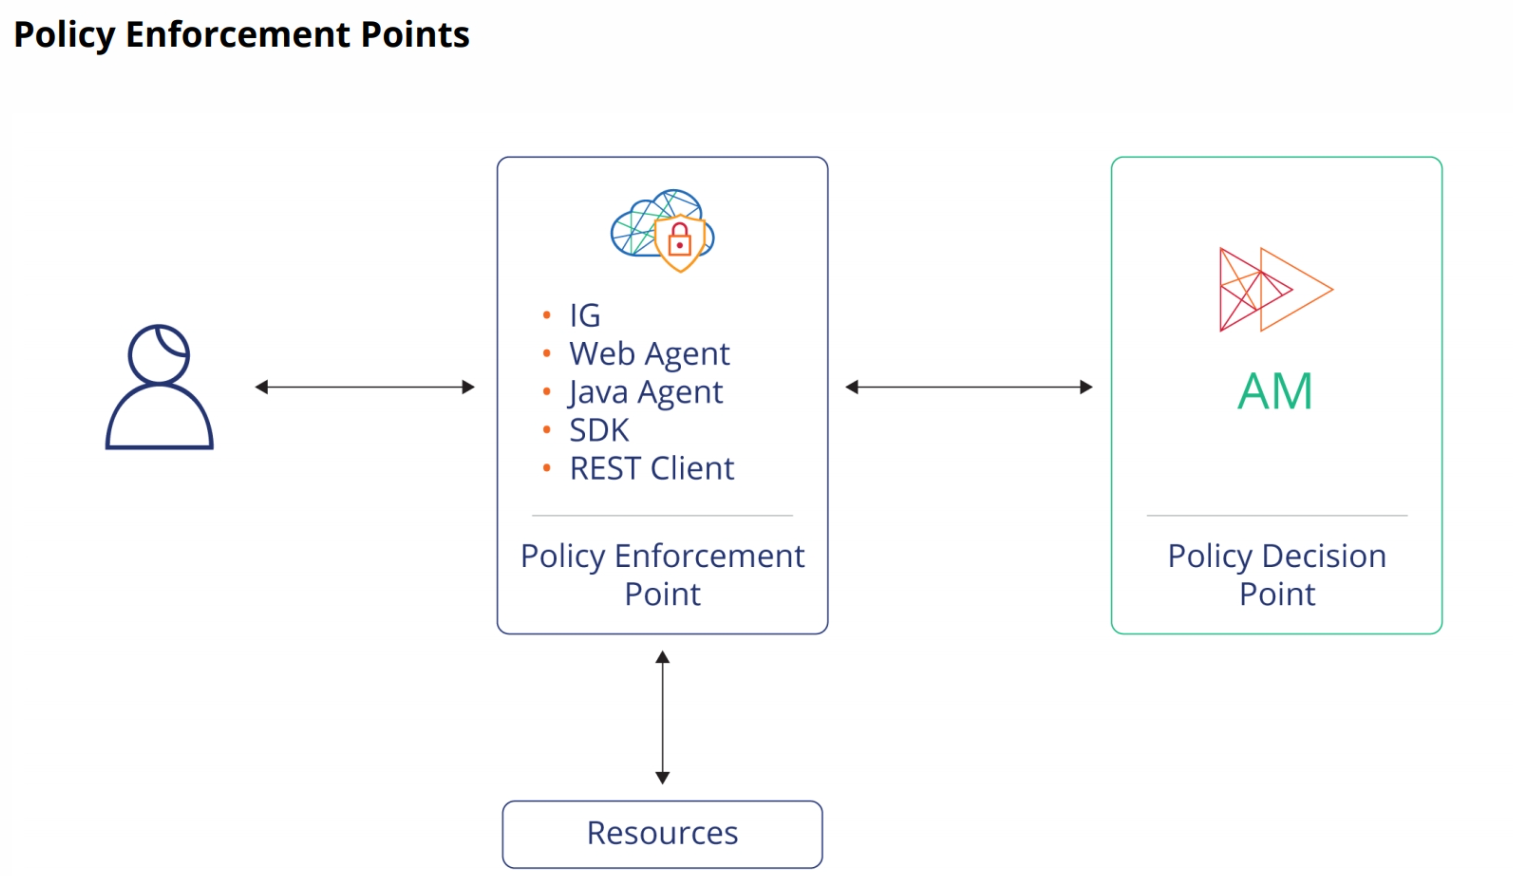 Policy Enforcement Points
• IG
• Web Agent
• Java Agent
• SDK
• REST Client
Policy Enforcement
Point
AM
Policy Decision
Point
Resources